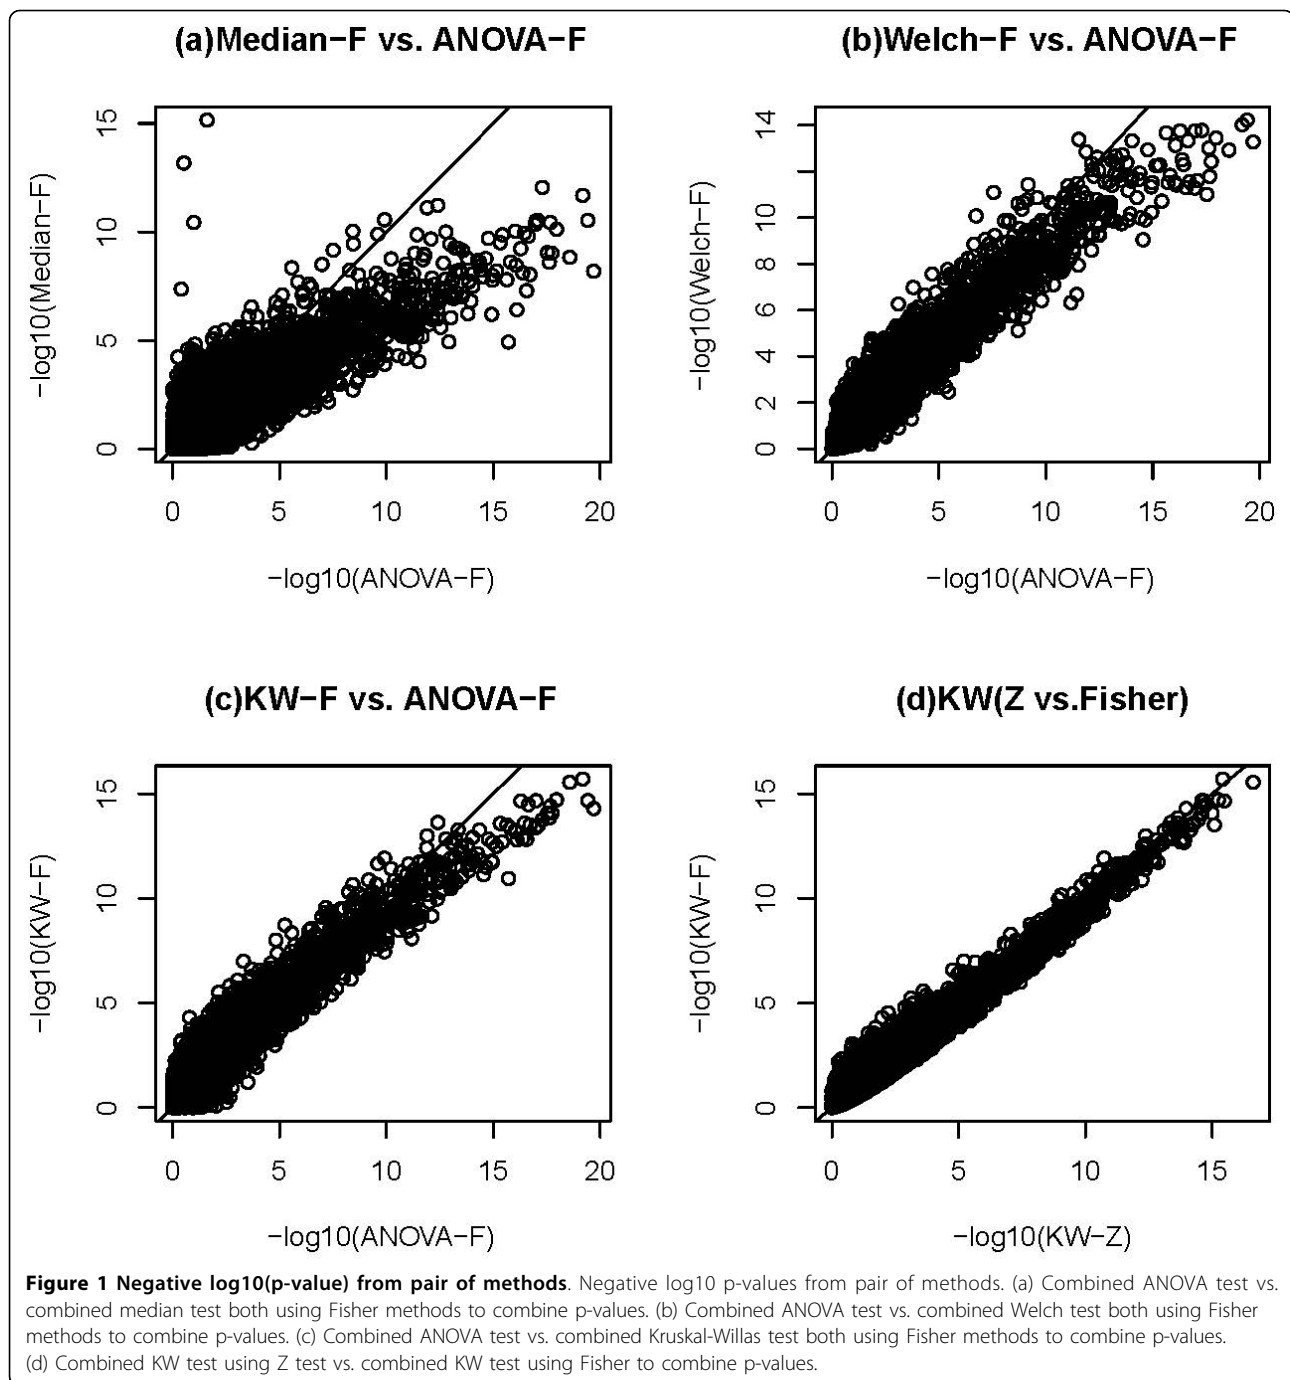 (a)Median−F vs. ANOVA−F
(b)Welch−F vs. ANOVA−F
−log10(Median−F)
15
10
5
0
0 5 10 15 20
−log10(ANOVA−F)
−log10(Welch−F)
14
10
8
6
4
2
0
0 5 10 15 20
−log10(ANOVA−F)
(c)KW−F vs. ANOVA−F
(d)KW(Z vs.Fisher)
−log10(KW−F)
15
10
5
0
0 5 10 15 20
−log10(ANOVA−F)
−log10(KW−F)
15
10
5
0
0 5 10 15
−log10(KW−Z)
Figure 1 Negative log10(p-value) from pair of methods. Negative log10 p-values from pair of methods. (a) Combined ANOVA test vs.
combined median test both using Fisher methods to combine p-values. (b) Combined ANOVA test vs. combined Welch test both using Fisher
methods to combine p-values. (c) Combined ANOVA test vs. combined Kruskal-Willas test both using Fisher methods to combine p-values.
(d) Combined KW test using Z test vs. combined KW test using Fisher to combine p-values.